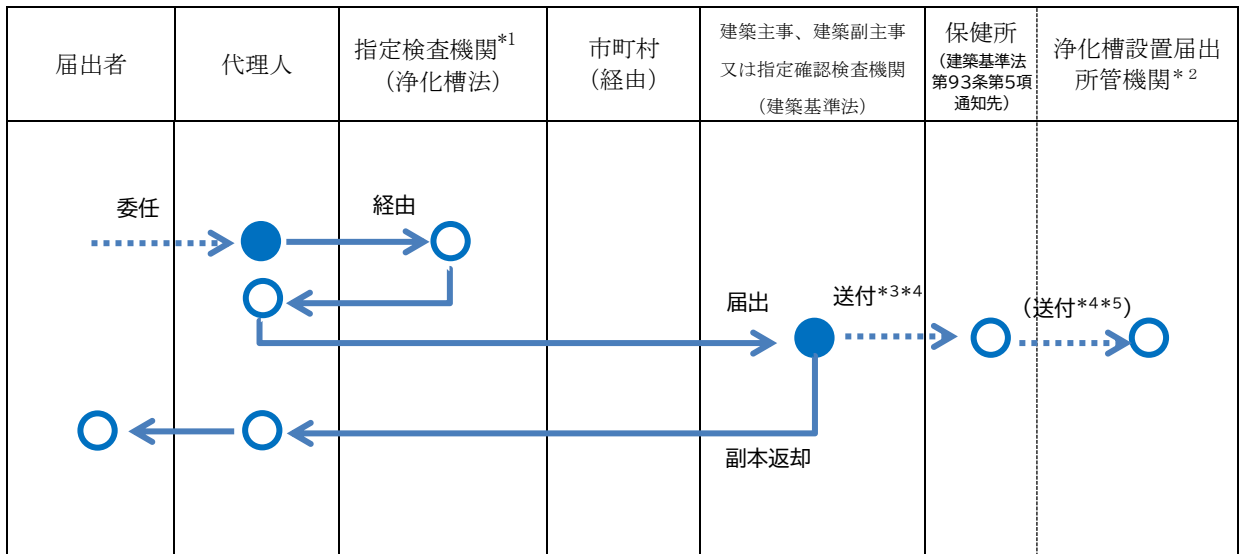 届出者
代理人
指定検査機関*1
(浄化槽法)
市町村
(経由)
建築主事、建築副主事
又は指定確認検査機関
(建築基準法)
保健所
(建築基準法
第93条第5項
通知先)
浄化槽設置届出
所管機関*2
委任
経由
届出
送付*3*4
(送付*4*5)
副本返却